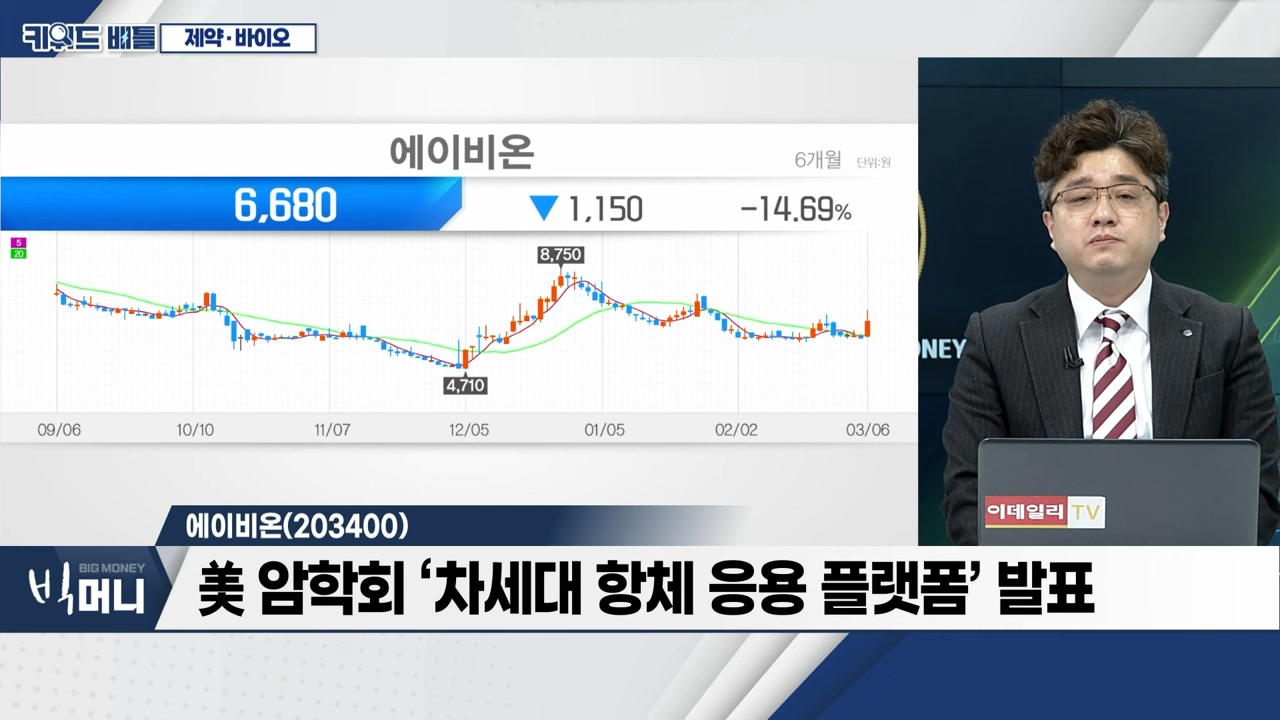 키워드 배틀 제약·바이오
에이비온
6개월 단위:원
6,680 ▼ 1,150 -14.69%
5
20
8,750
4,710
09/06 10/10 11/07 12/05 01/05 02/02 03/06
ONEY
이데일리 TV
에이비온(203400)
BIG MONEY
빅머니
美 암학회 ‘차세대 항체 응용 플랫폼’ 발표